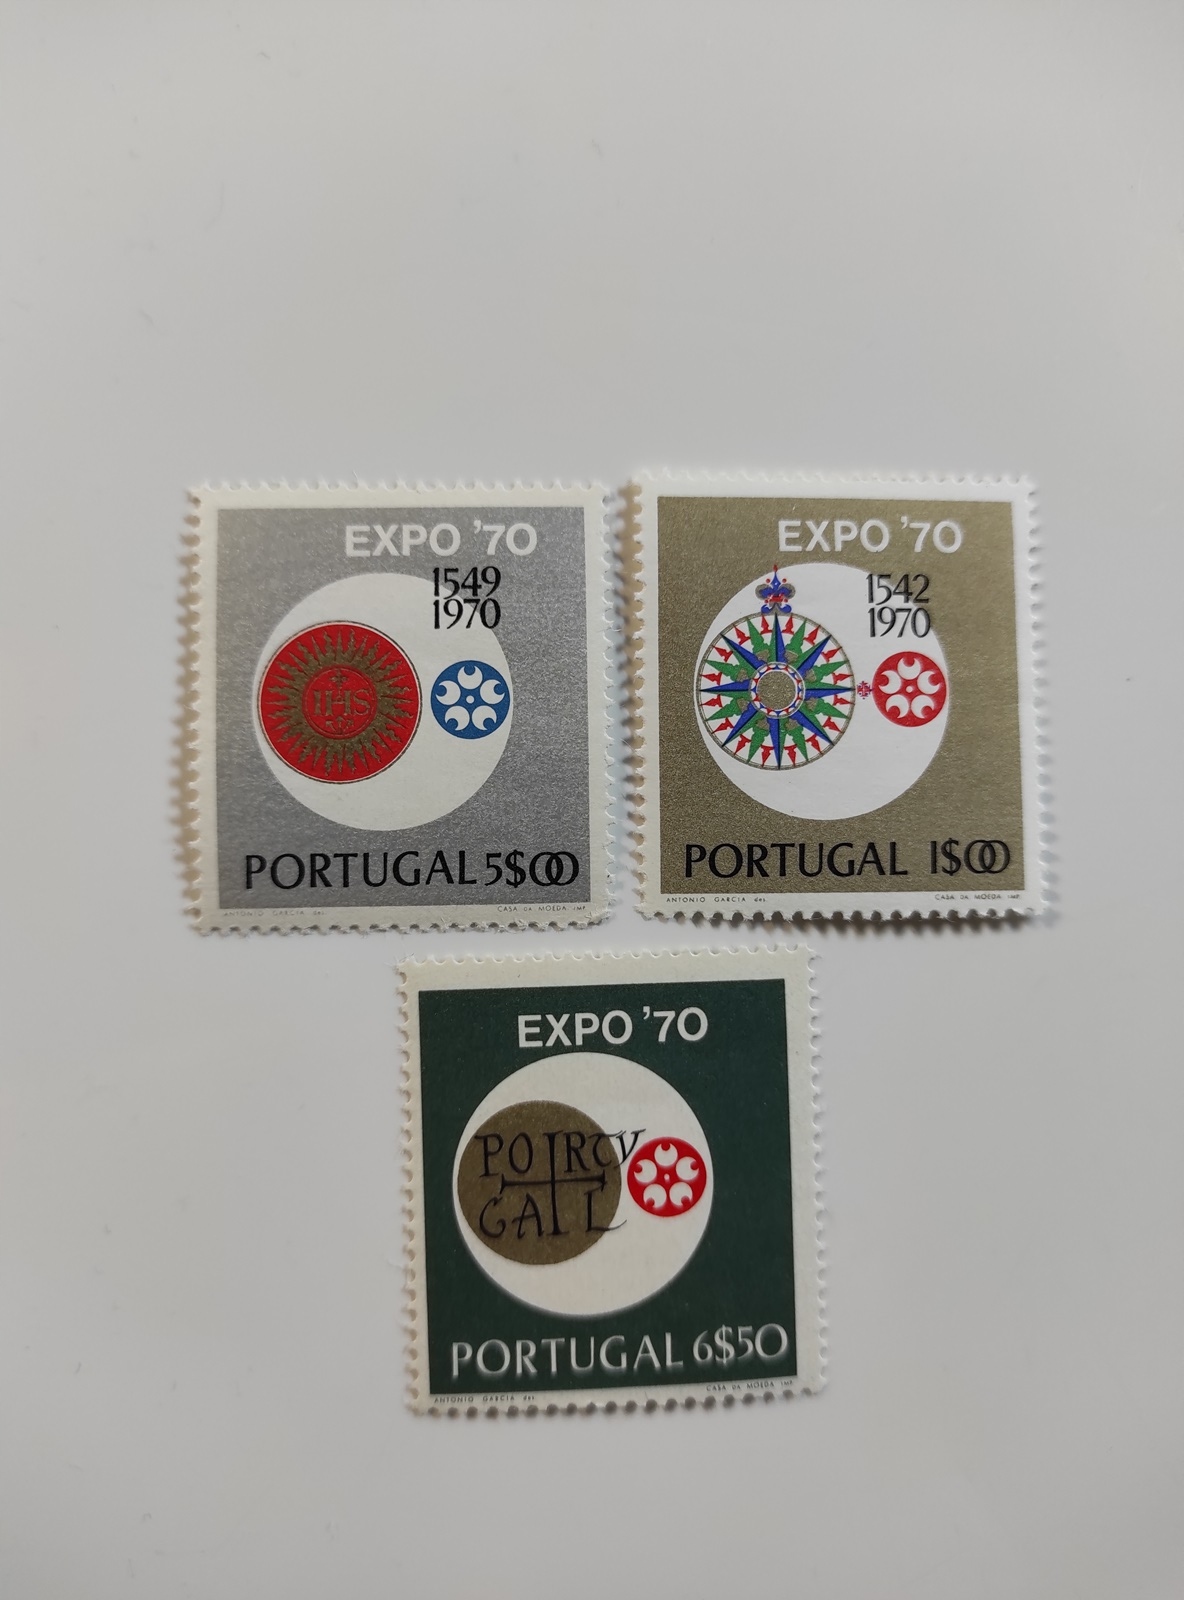 EXPO '70
1549
1970
IHS
PORTUGAL 5$00
ANTONIO GARCIA des. CASA DA MOEDA IMP.
EXPO '70
1542
1970
PORTUGAL 1$00
ANTONIO GARCIA des. CASA DA MOEDA IMP.
EXPO '70
PORTV
GAL
PORTUGAL 6$50
ANTONIO GARCIA des. CASA DA MOEDA IMP.